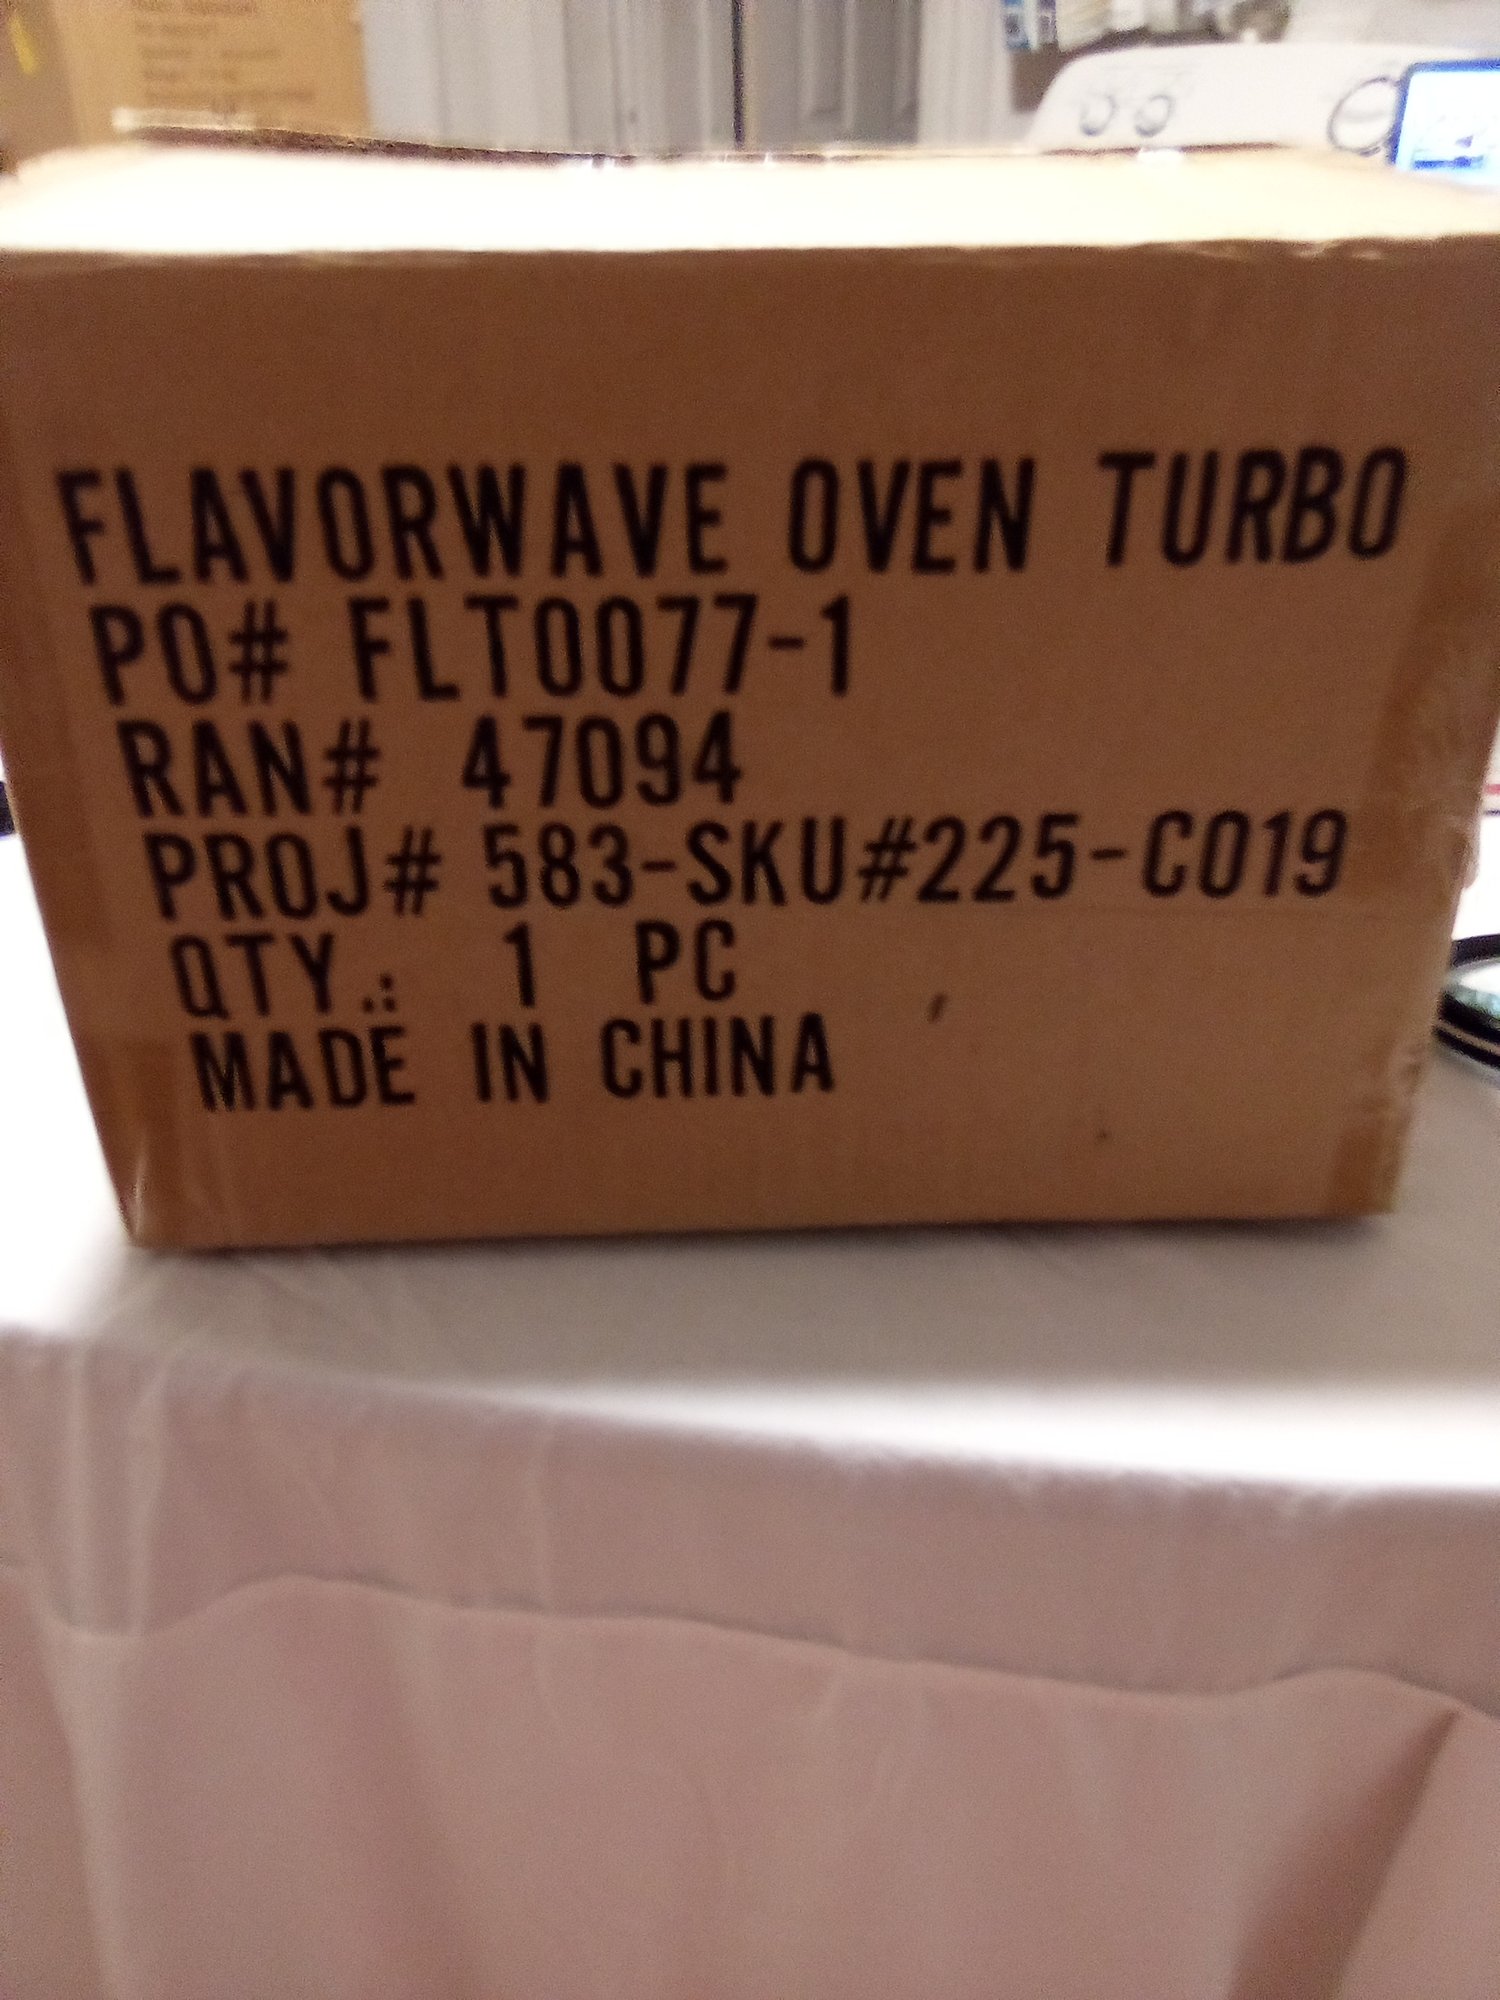 FLAVORWAVE OVEN TURBO
PO# FLT0077-1
RAN# 47094
PROJ# 583-SKU#225-C019
QTY.: 1 PC
MADE IN CHINA